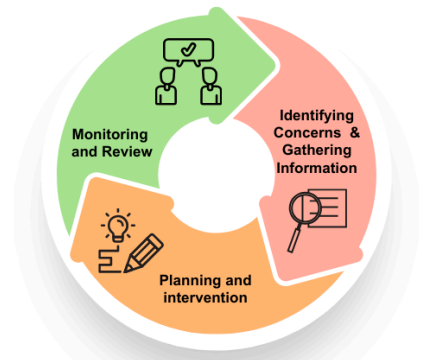 Identifying
Concerns &
Gathering
Information
Planning and
intervention
Monitoring
and Review